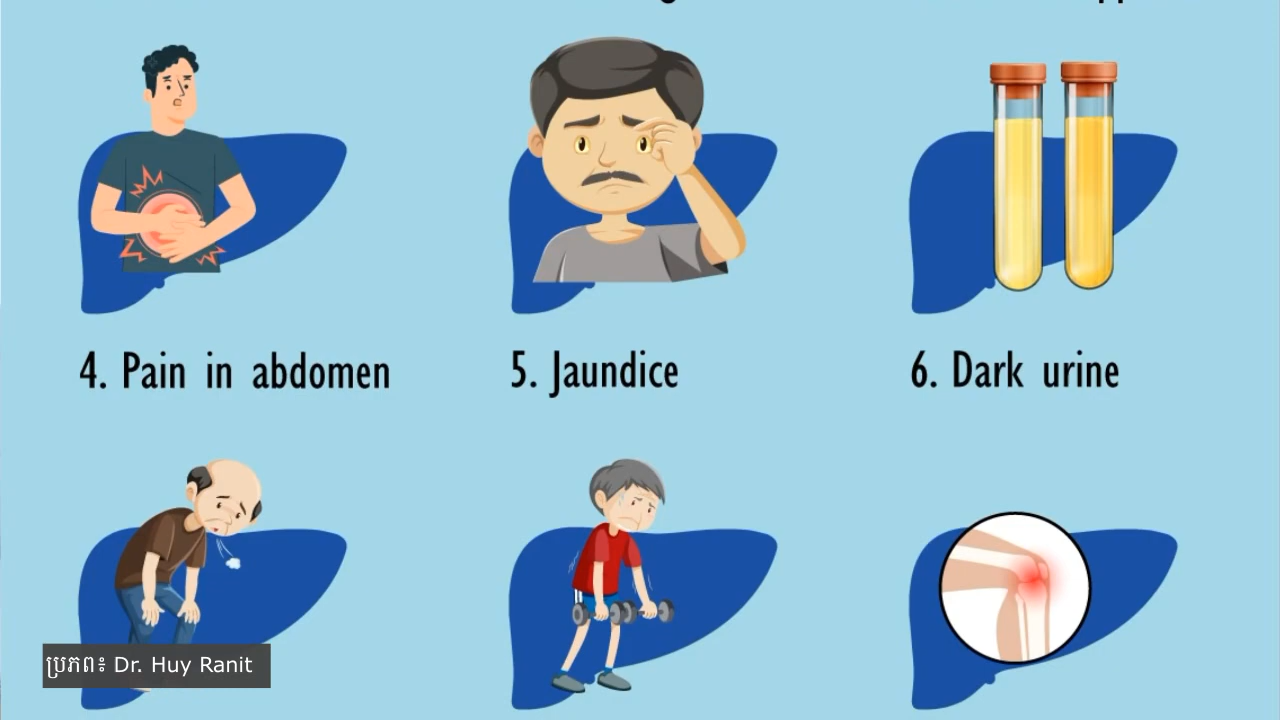 4. Pain in abdomen
5. Jaundice
6. Dark urine
ប្រភព៖ Dr. Huy Ranit